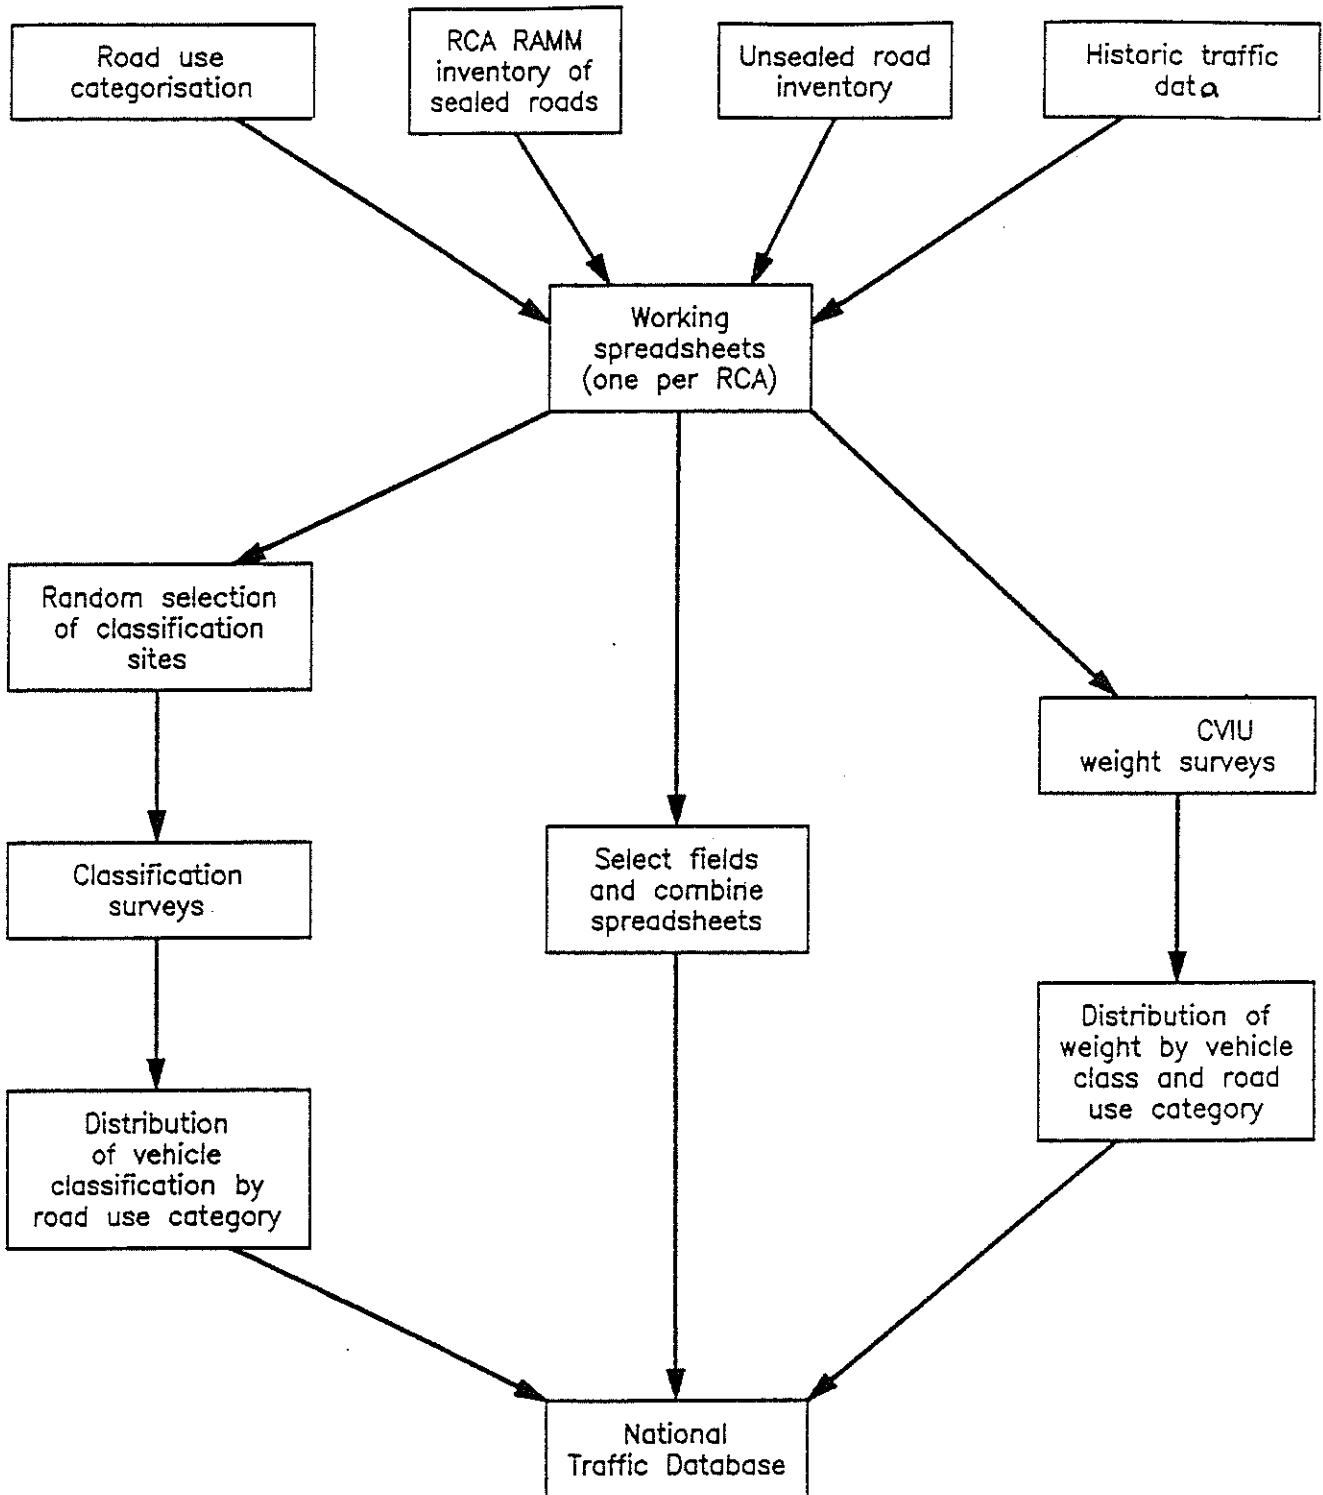 Road use
categorisation
RCA RAMM
inventory of
sealed roads
Unsealed road
inventory
Historic traffic
data
Working
spreadsheets
(one per RCA)
Random selection
of classification
sites
CVIU
weight surveys
Classification
surveys
Select fields
and combine
spreadsheets
Distribution of
weight by vehicle
class and road
use category
Distribution
of vehicle
classification by
road use category
National
Traffic Database